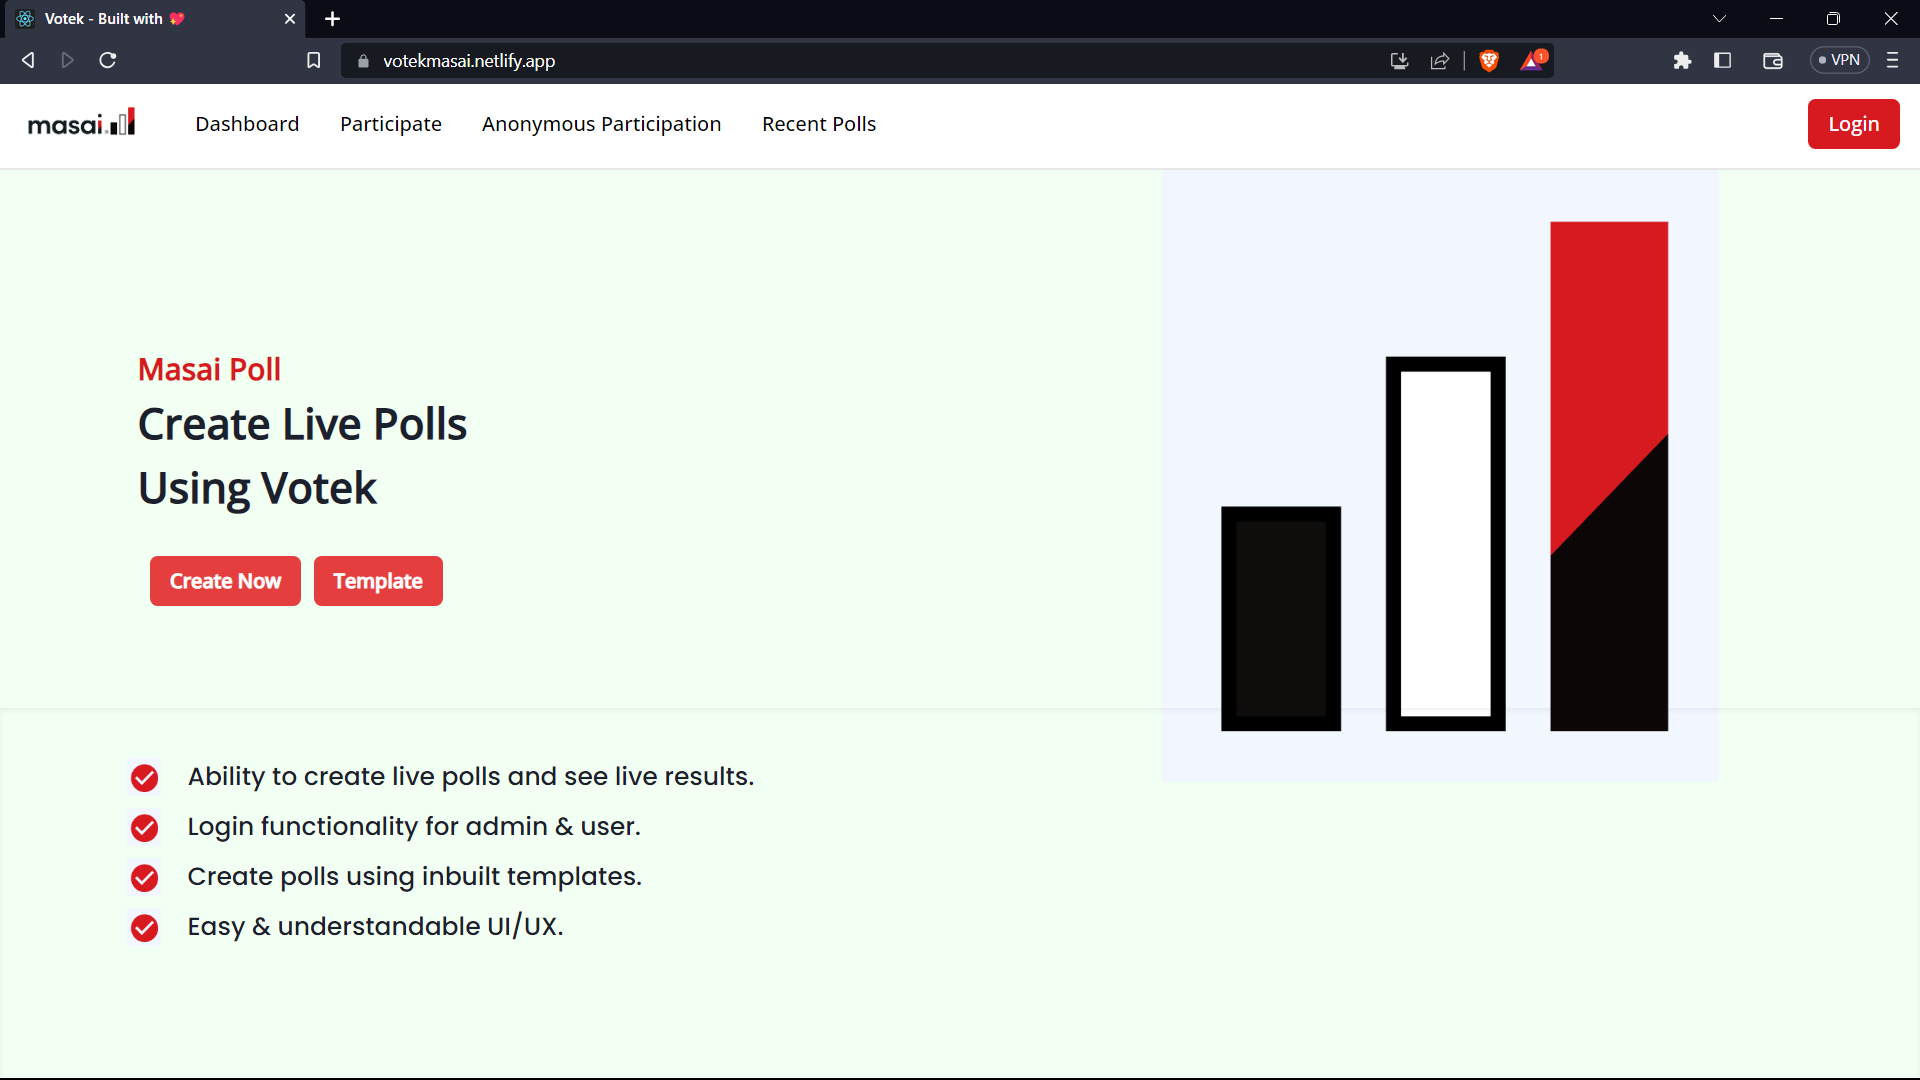 Votek - Built with 💖
votekmasai.netlify.app
1
VPN
masai.
Dashboard
Participate
Anonymous Participation
Recent Polls
Login
Masai Poll
Create Live Polls
Using Votek
Create Now
Template
Ability to create live polls and see live results.
Login functionality for admin & user.
Create polls using inbuilt templates.
Easy & understandable UI/UX.